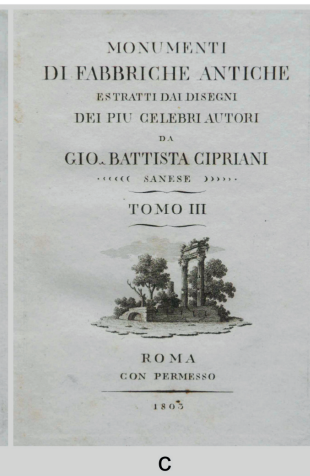 MONUMENTI
DI FABBRICHE ANTICHE
ESTRATTI DAI DISEGNI
DEI PIU CELEBRI AUTORI
DA
GIO. BATTISTA CIPRIANI
SANESE
TOMO III
ROMA
CON PERMESSO
1803
C